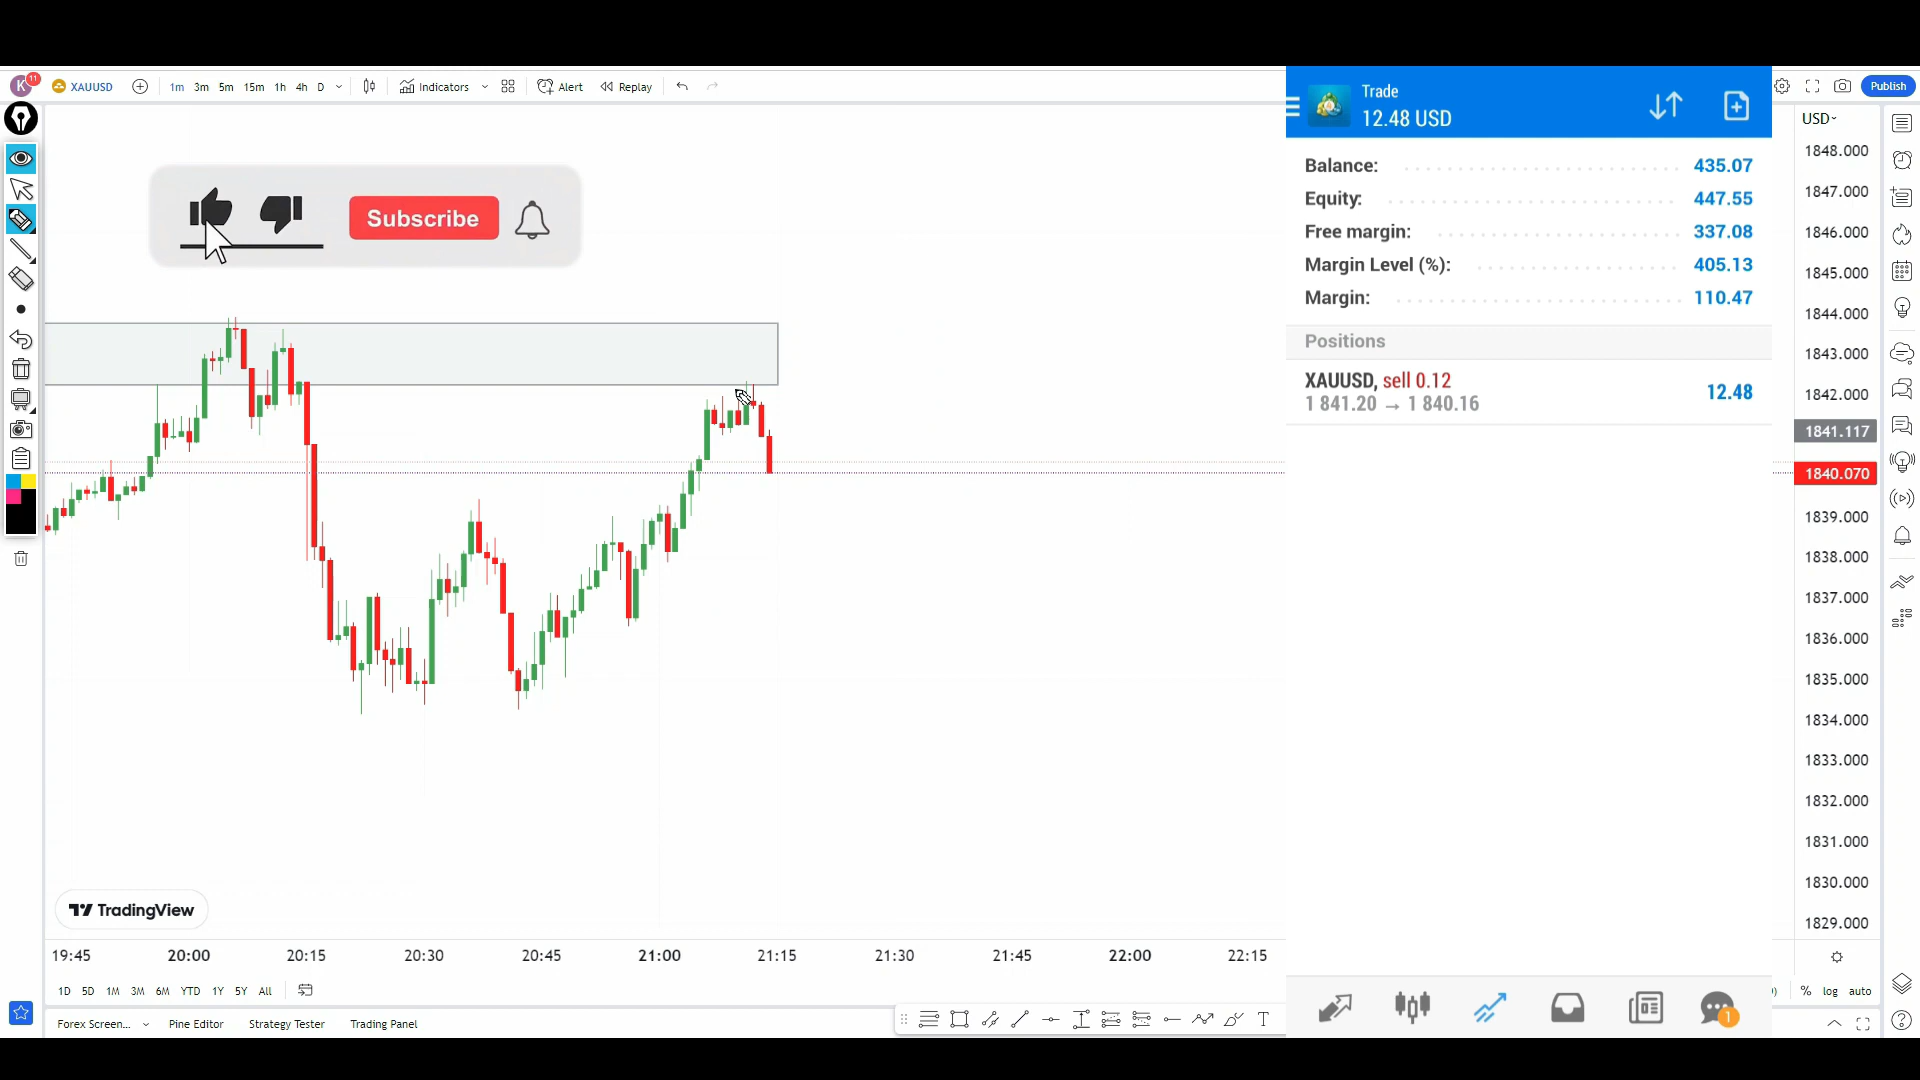 K 11 XAUUSD 1m 3m 5m 15m 1h 4h D Indicators Alert Replay
Publish
Trade
12.48 USD
Balance: 435.07
Equity: 447.55
Free margin: 337.08
Margin Level (%): 405.13
Margin: 110.47
Positions
XAUUSD, sell 0.12
1 841.20 → 1 840.16
12.48
Subscribe
USD
1848.000
1847.000
1846.000
1845.000
1844.000
1843.000
1842.000
1841.117
1840.070
1839.000
1838.000
1837.000
1836.000
1835.000
1834.000
1833.000
1832.000
1831.000
1830.000
1829.000
TradingView
19:45 20:00 20:15 20:30 20:45 21:00 21:15 21:30 21:45 22:00 22:15
1D 5D 1M 3M 6M YTD 1Y 5Y All
) % log auto
Forex Screen... Pine Editor Strategy Tester Trading Panel
T
1